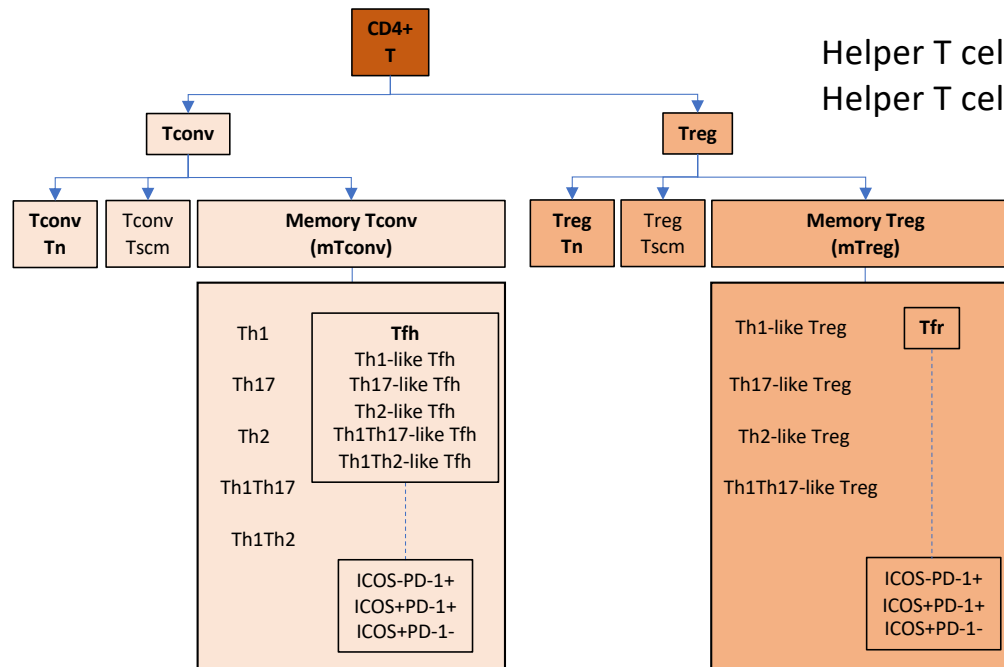 CD4+
T
Helper T cel
Helper T cel
Tconv
Treg
Tconv
Tn
Tconv
Tscm
Memory Tconv
(mTconv)
Treg
Tn
Treg
Tscm
Memory Treg
(mTreg)
Th1
Th17
Th2
Th1Th17
Th1Th2
Tfh
Th1-like Tfh
Th17-like Tfh
Th2-like Tfh
Th1Th17-like Tfh
Th1Th2-like Tfh
ICOS-PD-1+
ICOS+PD-1+
ICOS+PD-1-
Th1-like Treg
Th17-like Treg
Th2-like Treg
Th1Th17-like Treg
Tfr
ICOS-PD-1+
ICOS+PD-1+
ICOS+PD-1-